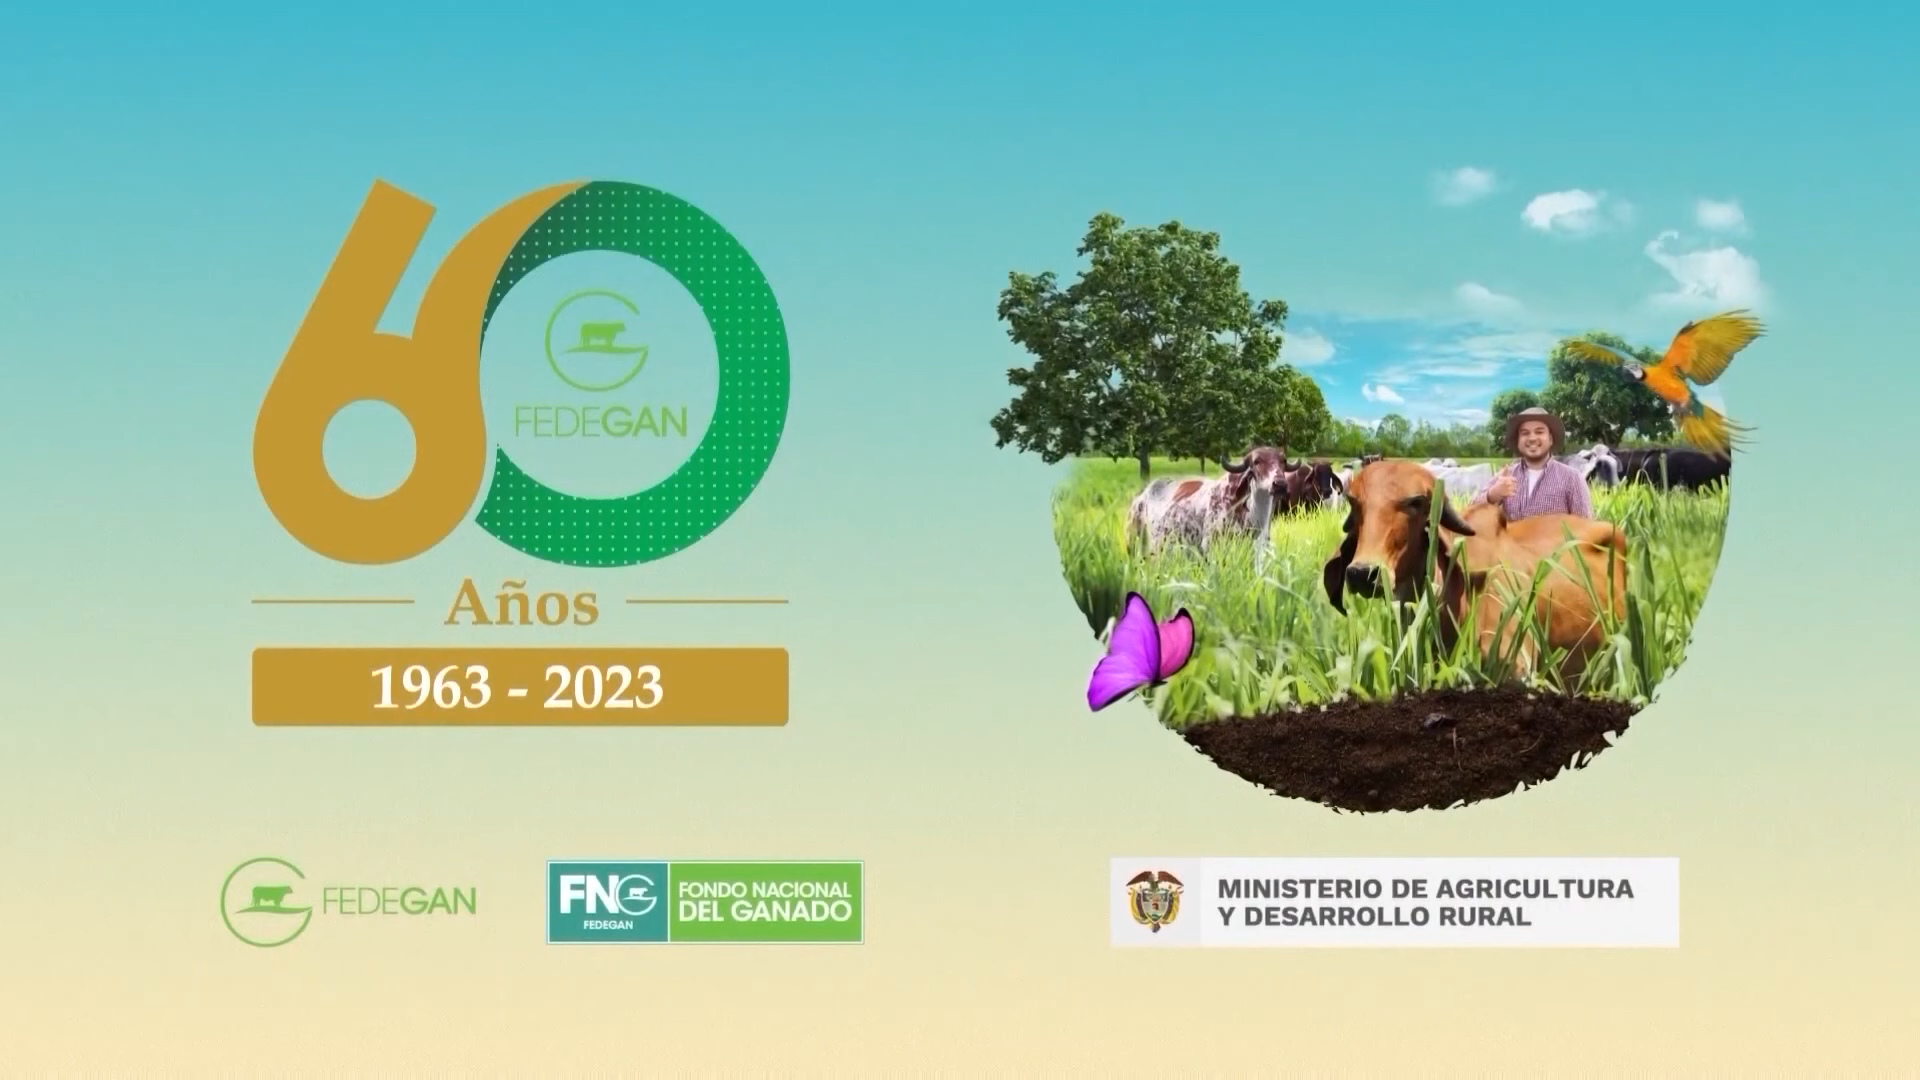 60
FEDEGAN
Años
1963 - 2023
FEDEGAN
FNG
FEDEGAN
FONDO NACIONAL
DEL GANADO
MINISTERIO DE AGRICULTURA
Y DESARROLLO RURAL